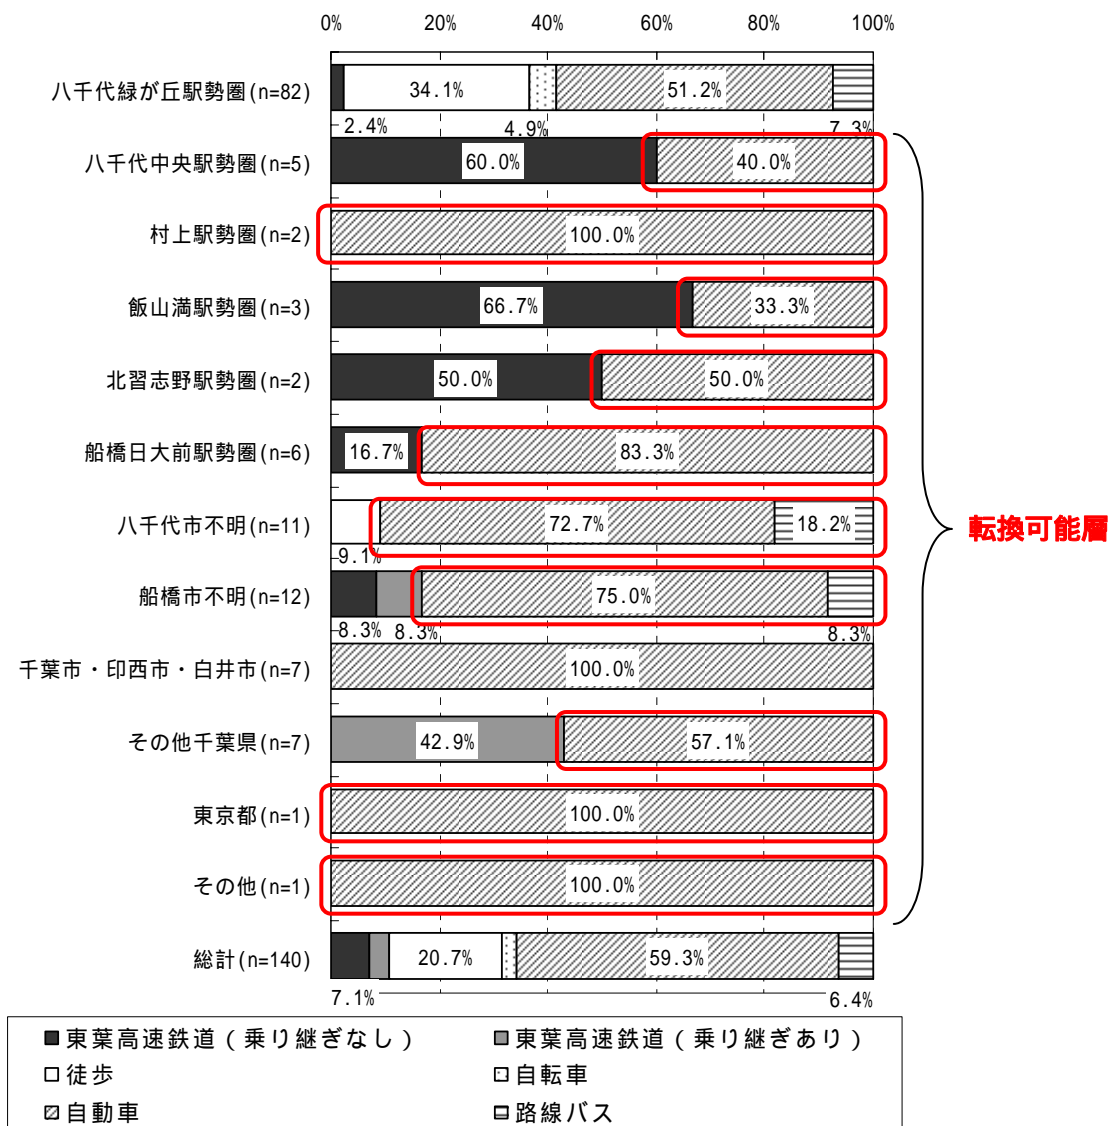 0% 20% 40% 60% 80% 100%
八千代緑が丘駅勢圏(n=82) 34.1% 51.2%
2.4% 4.9% 7.3%
八千代中央駅勢圏(n=5) 60.0% 40.0%
村上駅勢圏(n=2) 100.0%
飯山満駅勢圏(n=3) 66.7% 33.3%
北習志野駅勢圏(n=2) 50.0% 50.0%
船橋日大前駅勢圏(n=6) 16.7% 83.3%
八千代市不明(n=11) 72.7% 18.2%
転換可能層
9.1%
船橋市不明(n=12) 75.0%
8.3% 8.3% 8.3%
千葉市・印西市・白井市(n=7) 100.0%
その他千葉県(n=7) 42.9% 57.1%
東京都(n=1) 100.0%
その他(n=1) 100.0%
総計(n=140) 20.7% 59.3%
7.1% 6.4%
東葉高速鉄道(乗り継ぎなし) 東葉高速鉄道(乗り継ぎあり)
徒歩 自転車
自動車 路線バス